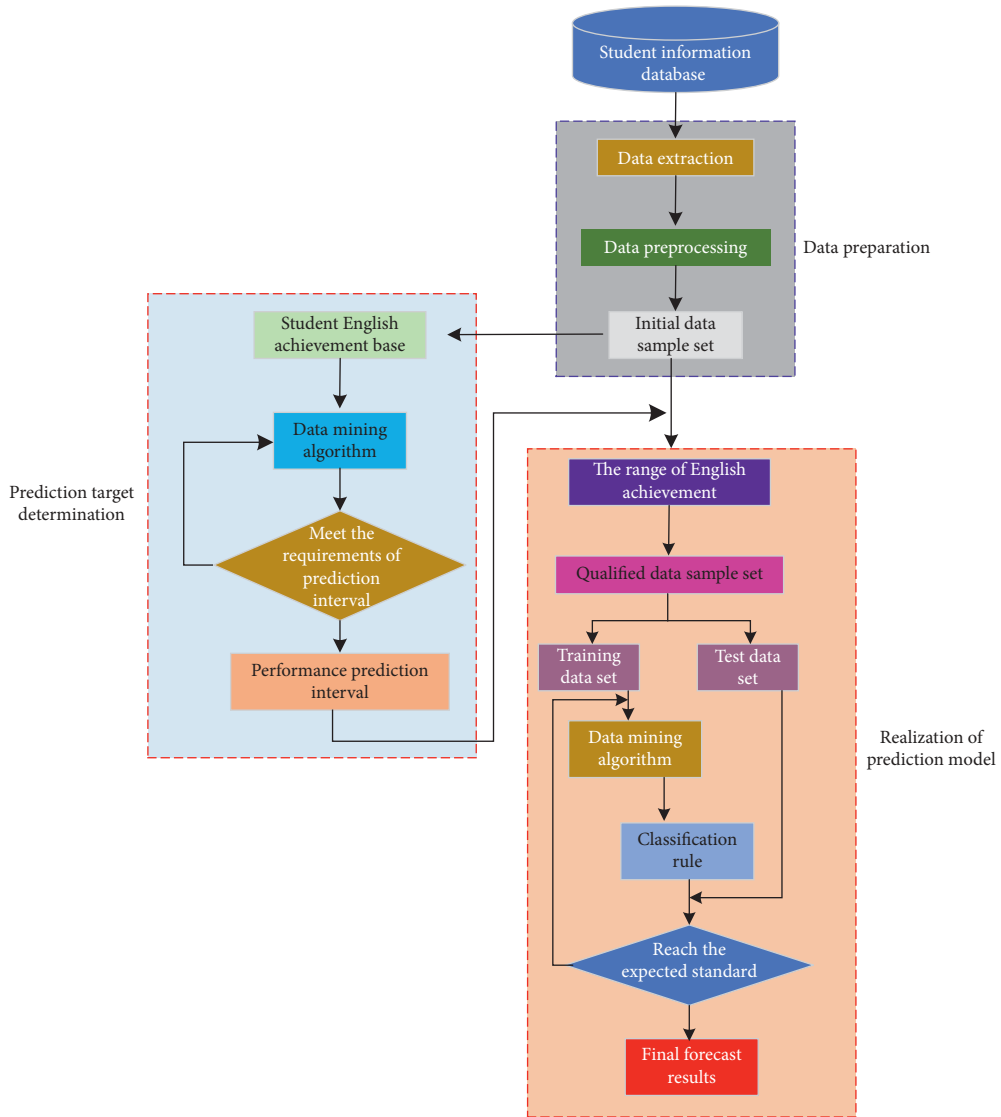 Student information
database
Data extraction
Data preprocessing
Data preparation
Initial data
sample set
Student English
achievement base
Data mining
algorithm
Prediction target
determination
Meet the
requirements of
prediction
interval
Performance prediction
interval
The range of English
achievement
Qualified data sample set
Training
data set
Test data
set
Data mining
algorithm
Realization of
prediction model
Classification
rule
Reach the
expected standard
Final forecast
results